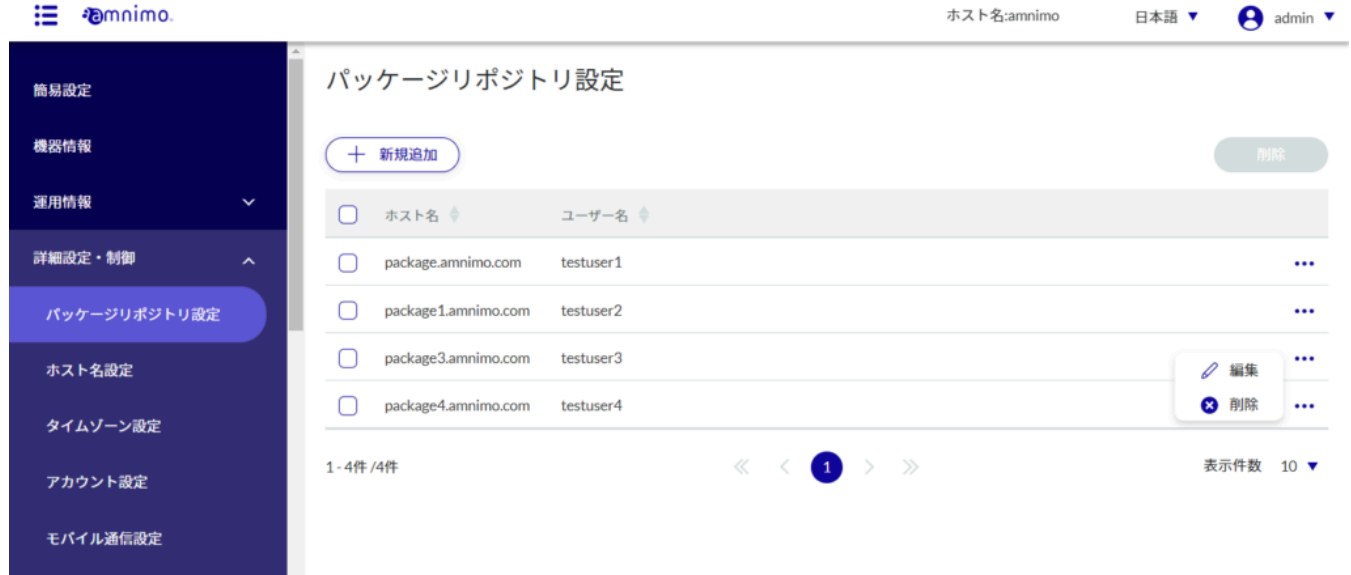 amnimo.
ホスト名:amnimo 日本語 ▼ admin ▼
簡易設定
機器情報
運用情報
詳細設定・制御
パッケージリポジトリ設定
ホスト名設定
タイムゾーン設定
アカウント設定
モバイル通信設定
パッケージリポジトリ設定
新規追加
削除
ホスト名 ユーザー名
package.amnimo.com testuser1
package1.amnimo.com testuser2
package3.amnimo.com testuser3
編集
package4.amnimo.com testuser4
削除
1 - 4件 /4件
1
表示件数 10 ▼